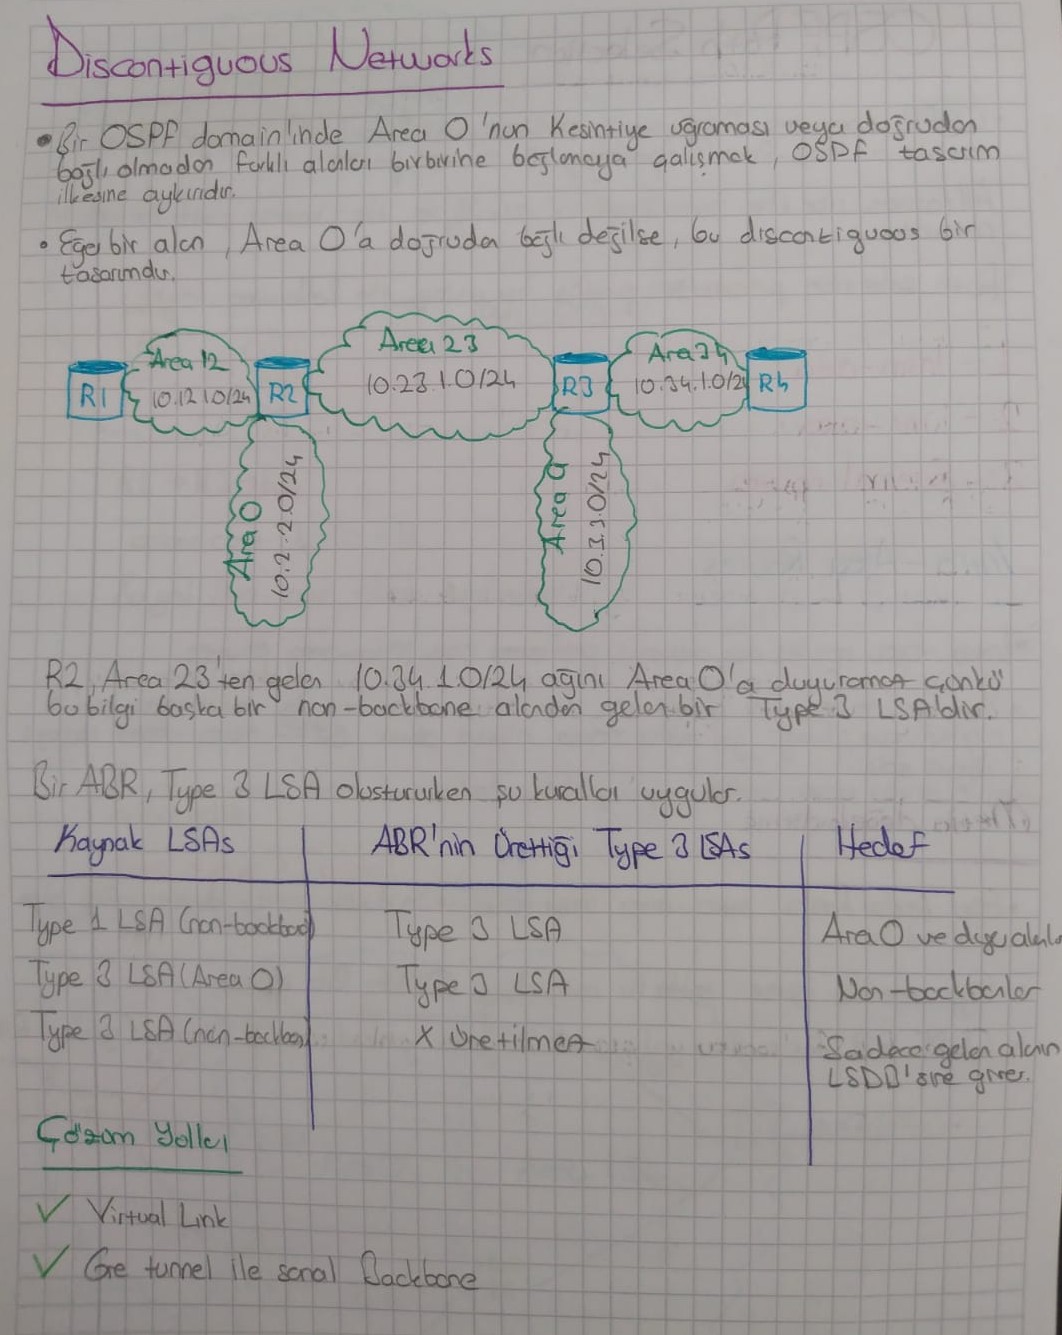 Discontiguous Networks
• Bir OSPF domain'inde Area 0'nun Kesintiye uğraması veya doğrudan
bağlı olmadan farklı alanları birbirine bağlamaya çalışmak, OSPF tasarım
ilkesine aykırıdır.
• Eğer bir alan, Area 0'a doğrudan bağlı değilse, bu discontiguous bir
tasarımdır.
R1 Area 12 R2 Area 23 R3 Area 34 R4
10.12.1.0/24 10.23.1.0/24 10.34.1.0/24
Area 0
10.2.2.0/24
Area 0
10.3.3.0/24
R2, Area 23'ten gelen 10.34.1.0/24 ağını Area 0'a duyuramaz çünkü
bu bilgi başka bir non-backbone alandan gelen bir Type 3 LSA'dır.
Bir ABR, Type 3 LSA oluştururken şu kuralları uygular.
Kaynak LSAs ABR'nin Ürettiği Type 3 LSAs Hedef
Type 1 LSA (non-backbone) Type 3 LSA Area 0 ve diğer alanlar
Type 3 LSA (Area 0) Type 3 LSA Non-backbonlar
Type 3 LSA (non-backbon) X Üretilmez Sadece gelen alanın
LSDB'sine girer.
Çözüm Yolları
✓ Virtual Link
✓ Gre tunnel ile sanal Backbone